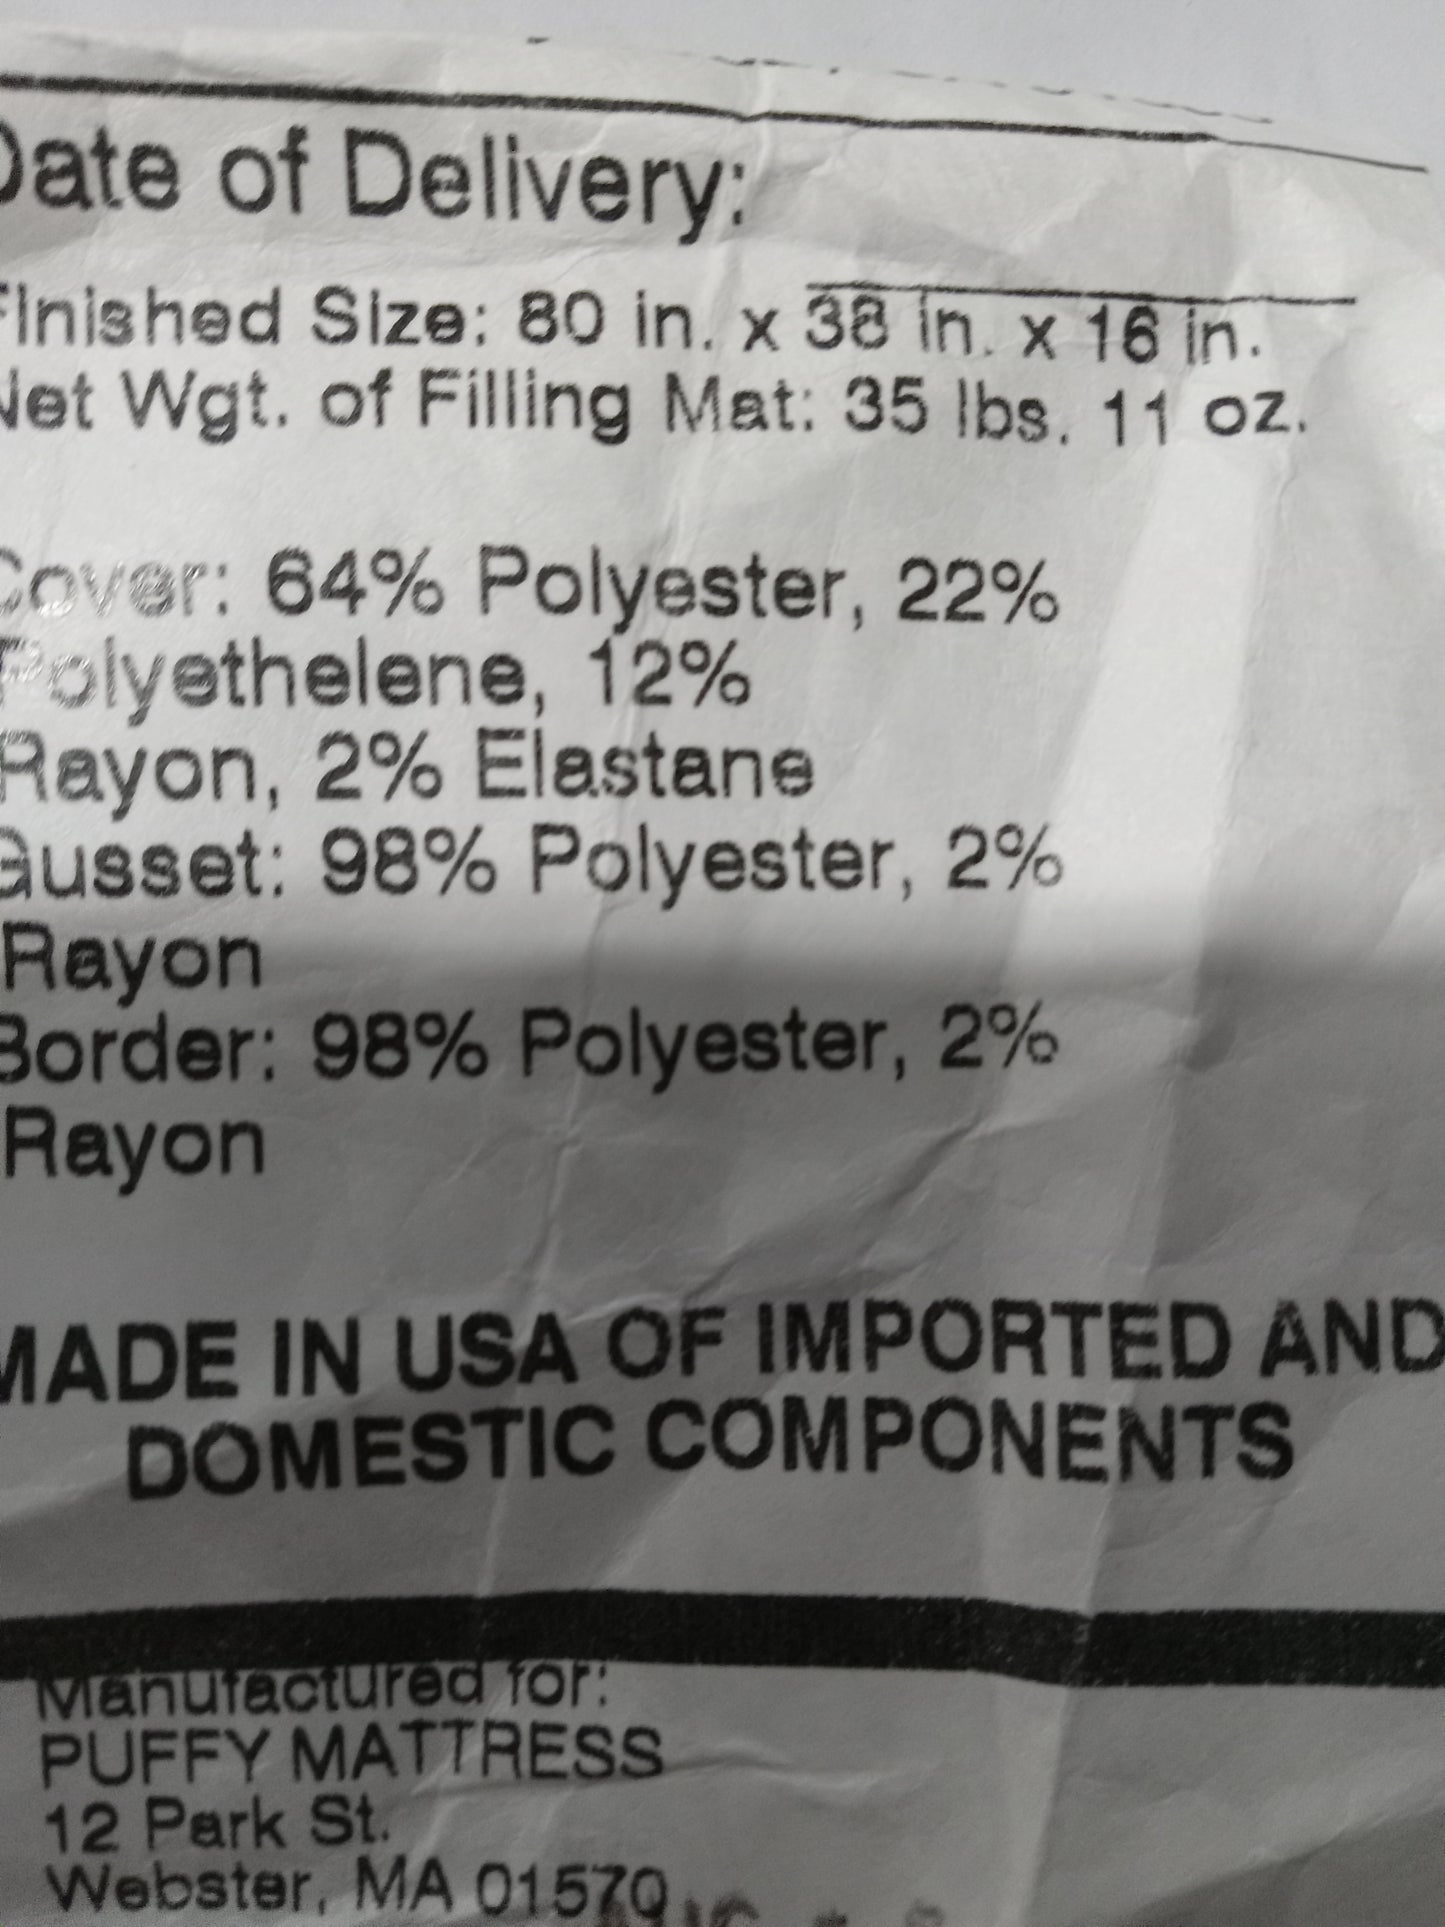 Date of Delivery:
Finished Size: 80 in. x 38 in. x 16 in.
Net Wgt. of Filling Mat: 35 lbs. 11 oz.
Cover: 64% Polyester, 22%
Polyethelene, 12%
Rayon, 2% Elastane
Gusset: 98% Polyester, 2%
Rayon
Border: 98% Polyester, 2%
Rayon
MADE IN USA OF IMPORTED AND
DOMESTIC COMPONENTS
Manufactured for:
PUFFY MATTRESS
12 Park St.
Webster, MA 01570